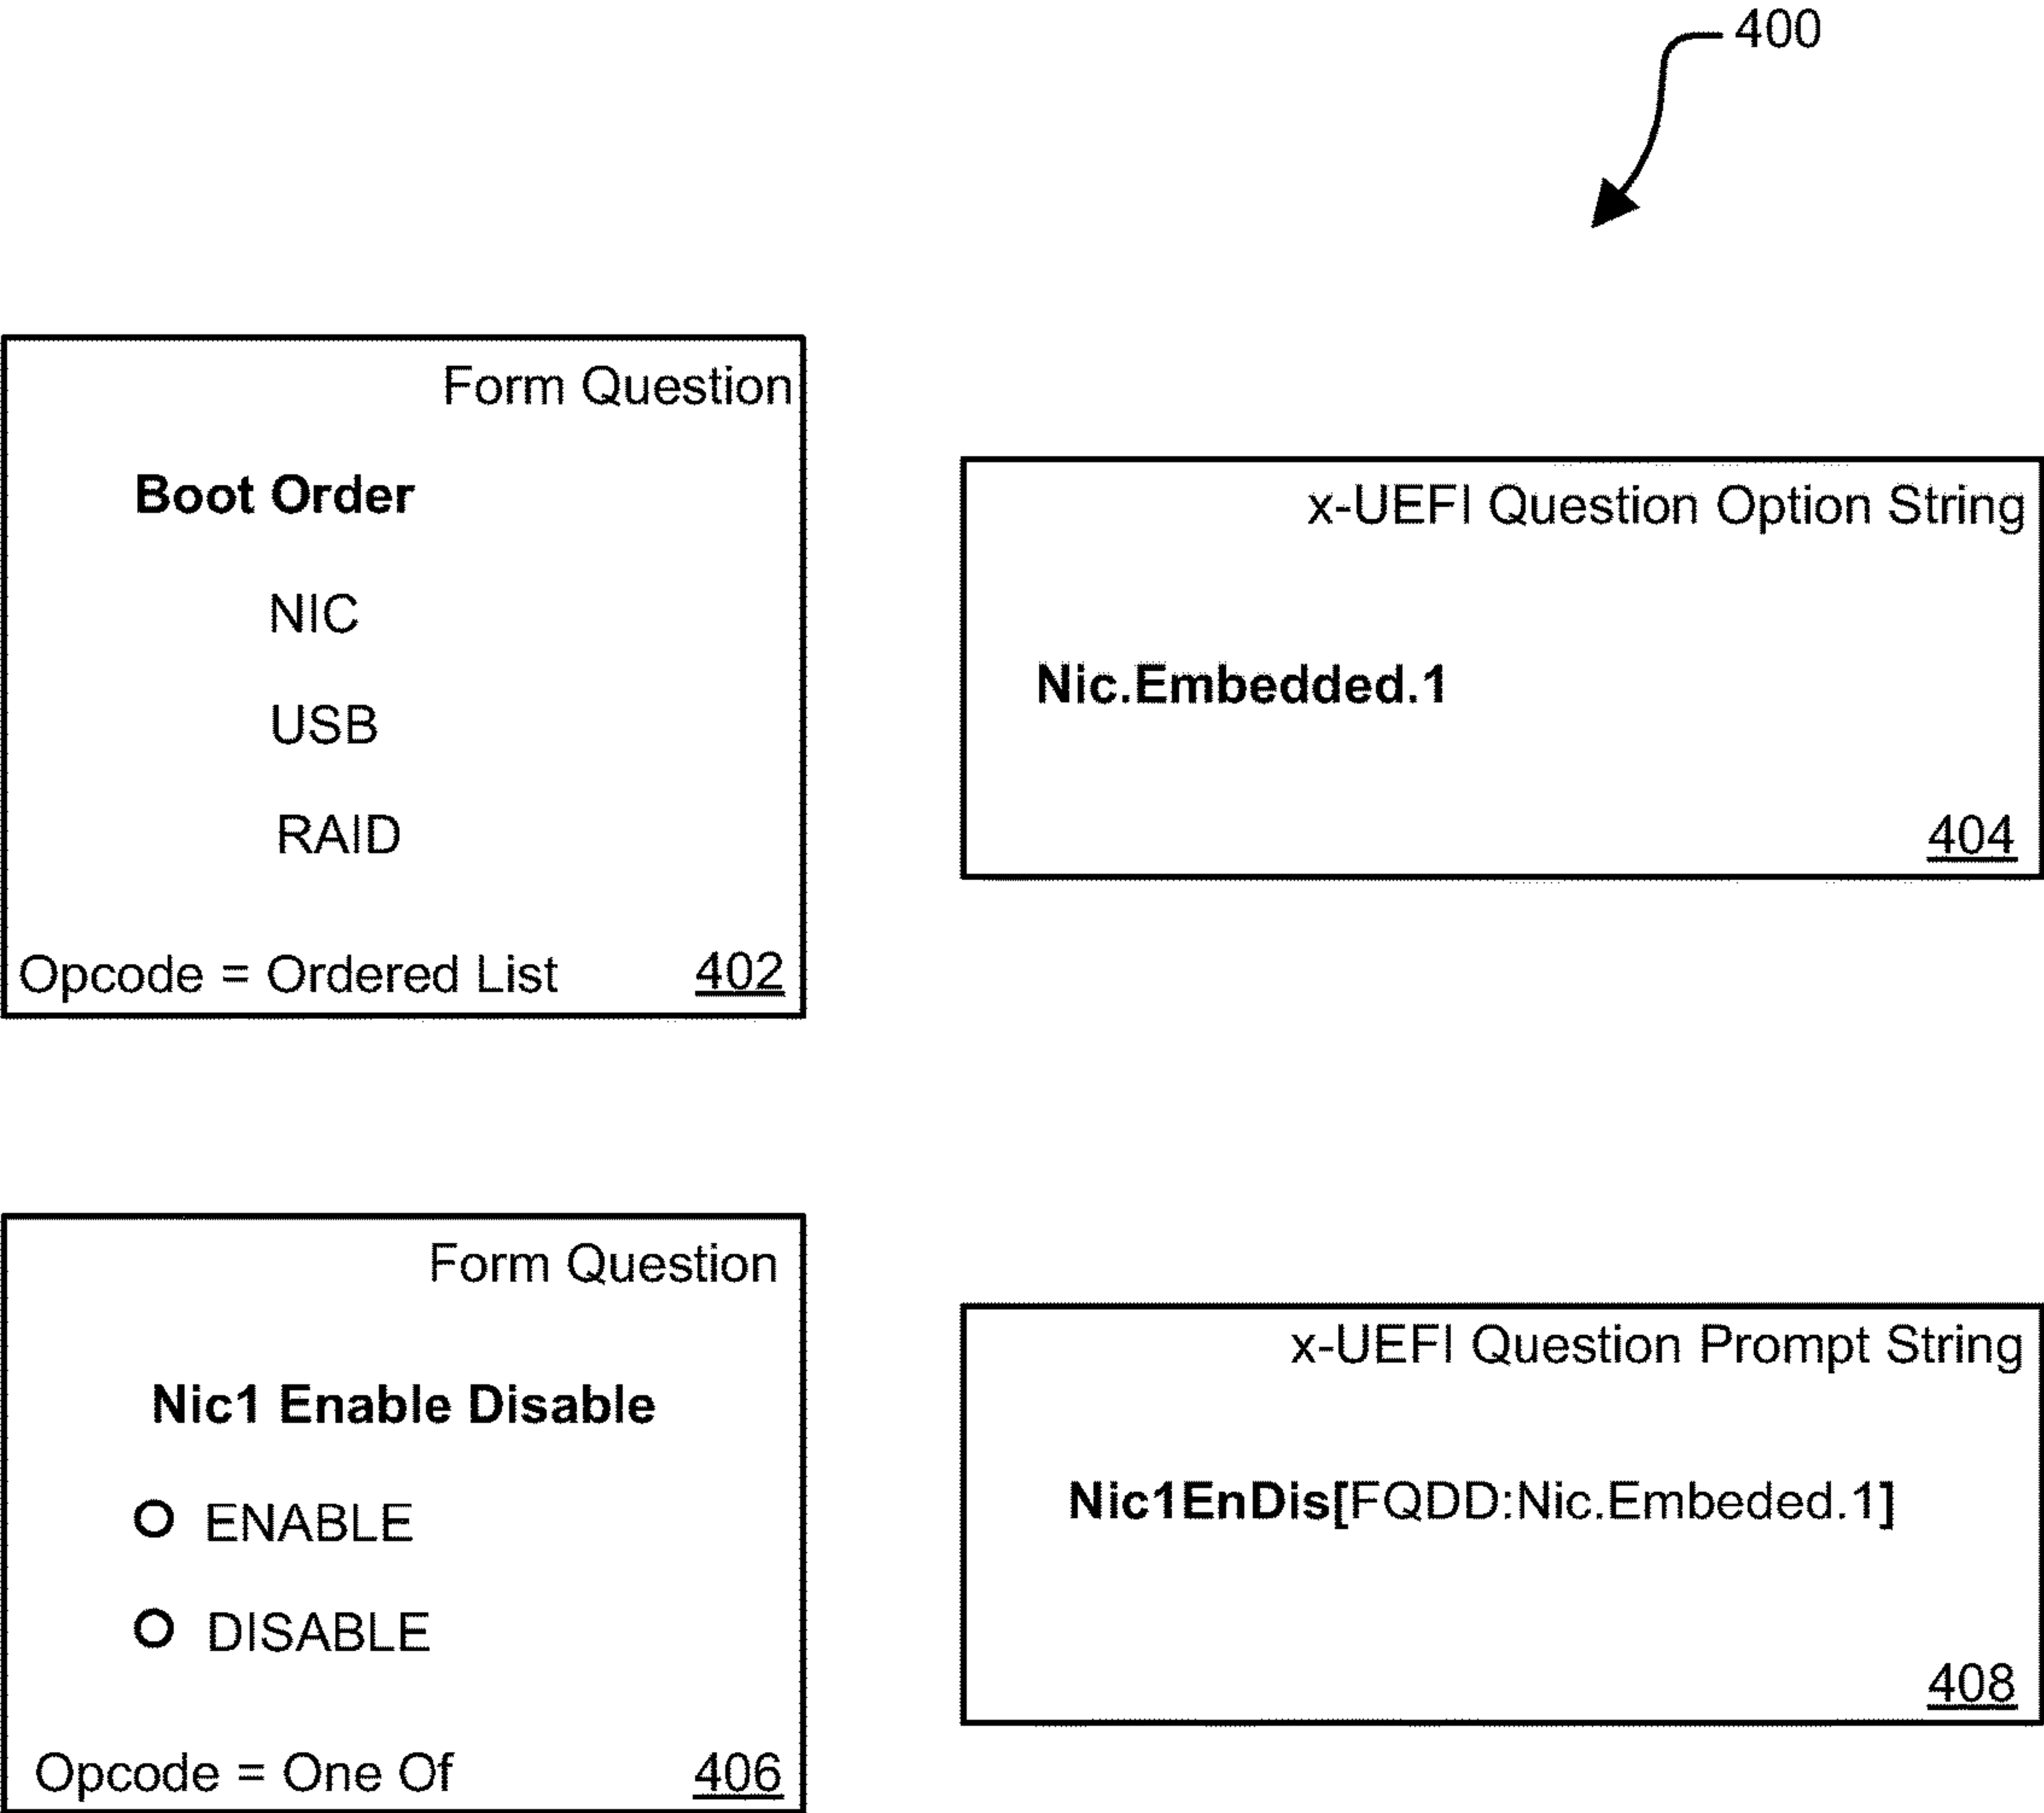 400
Form Question
Boot Order
NIC
USB
RAID
Opcode = Ordered List 402
x-UEFI Question Option String
Nic.Embedded.1
404
Form Question
Nic1 Enable Disable
ENABLE
DISABLE
Opcode = One Of 406
x-UEFI Question Prompt String
Nic1EnDis[FQDD:Nic.Embeded.1]
408